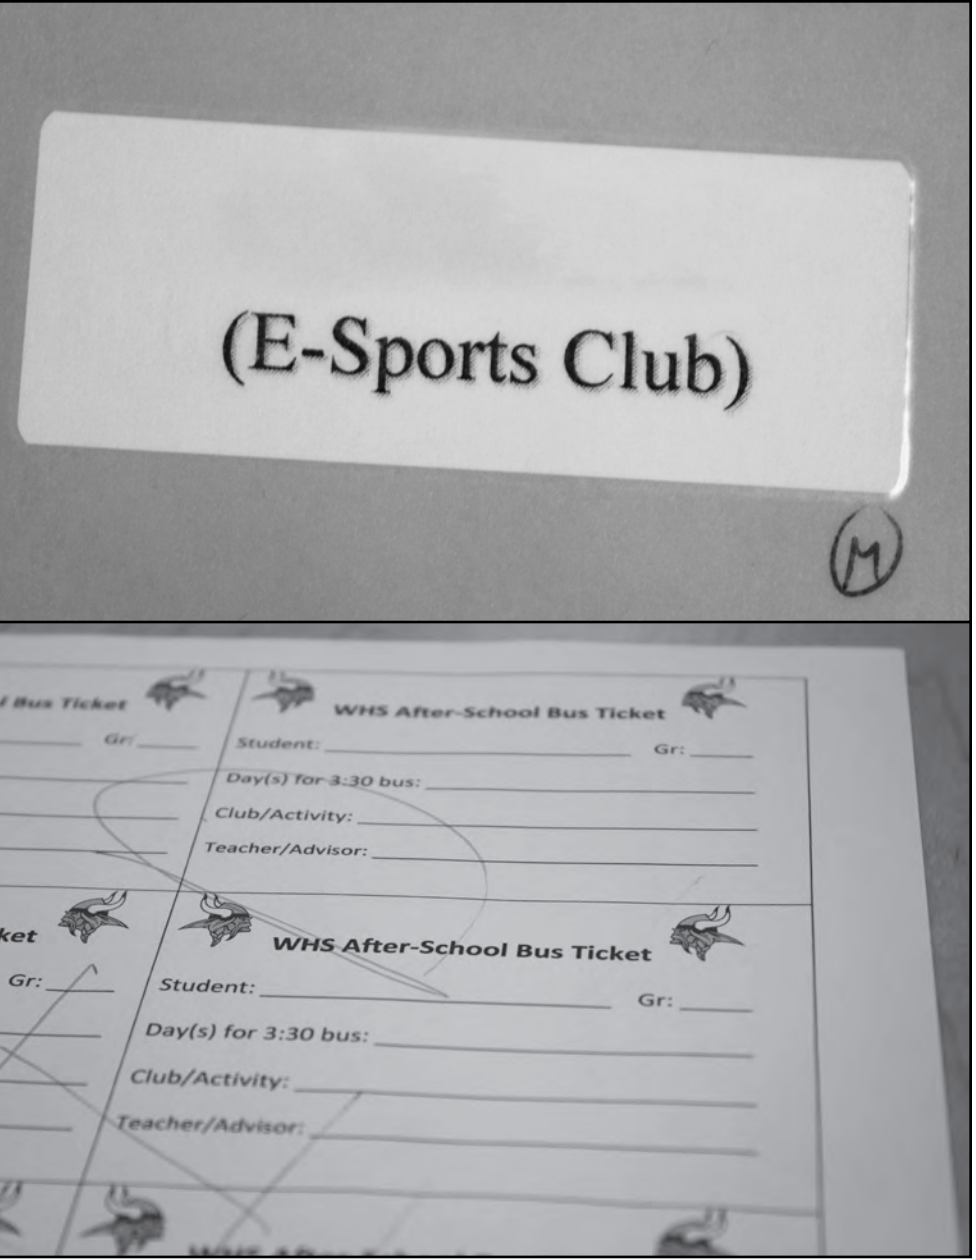 (E-Sports Club)
M
Bus Ticket
Gr:
WHS After-School Bus Ticket
Student: Gr:
Day(s) for 3:30 bus:
Club/Activity:
Teacher/Advisor:
ket
Gr:
WHS After-School Bus Ticket
Student: Gr:
Day(s) for 3:30 bus:
Club/Activity:
Teacher/Advisor: